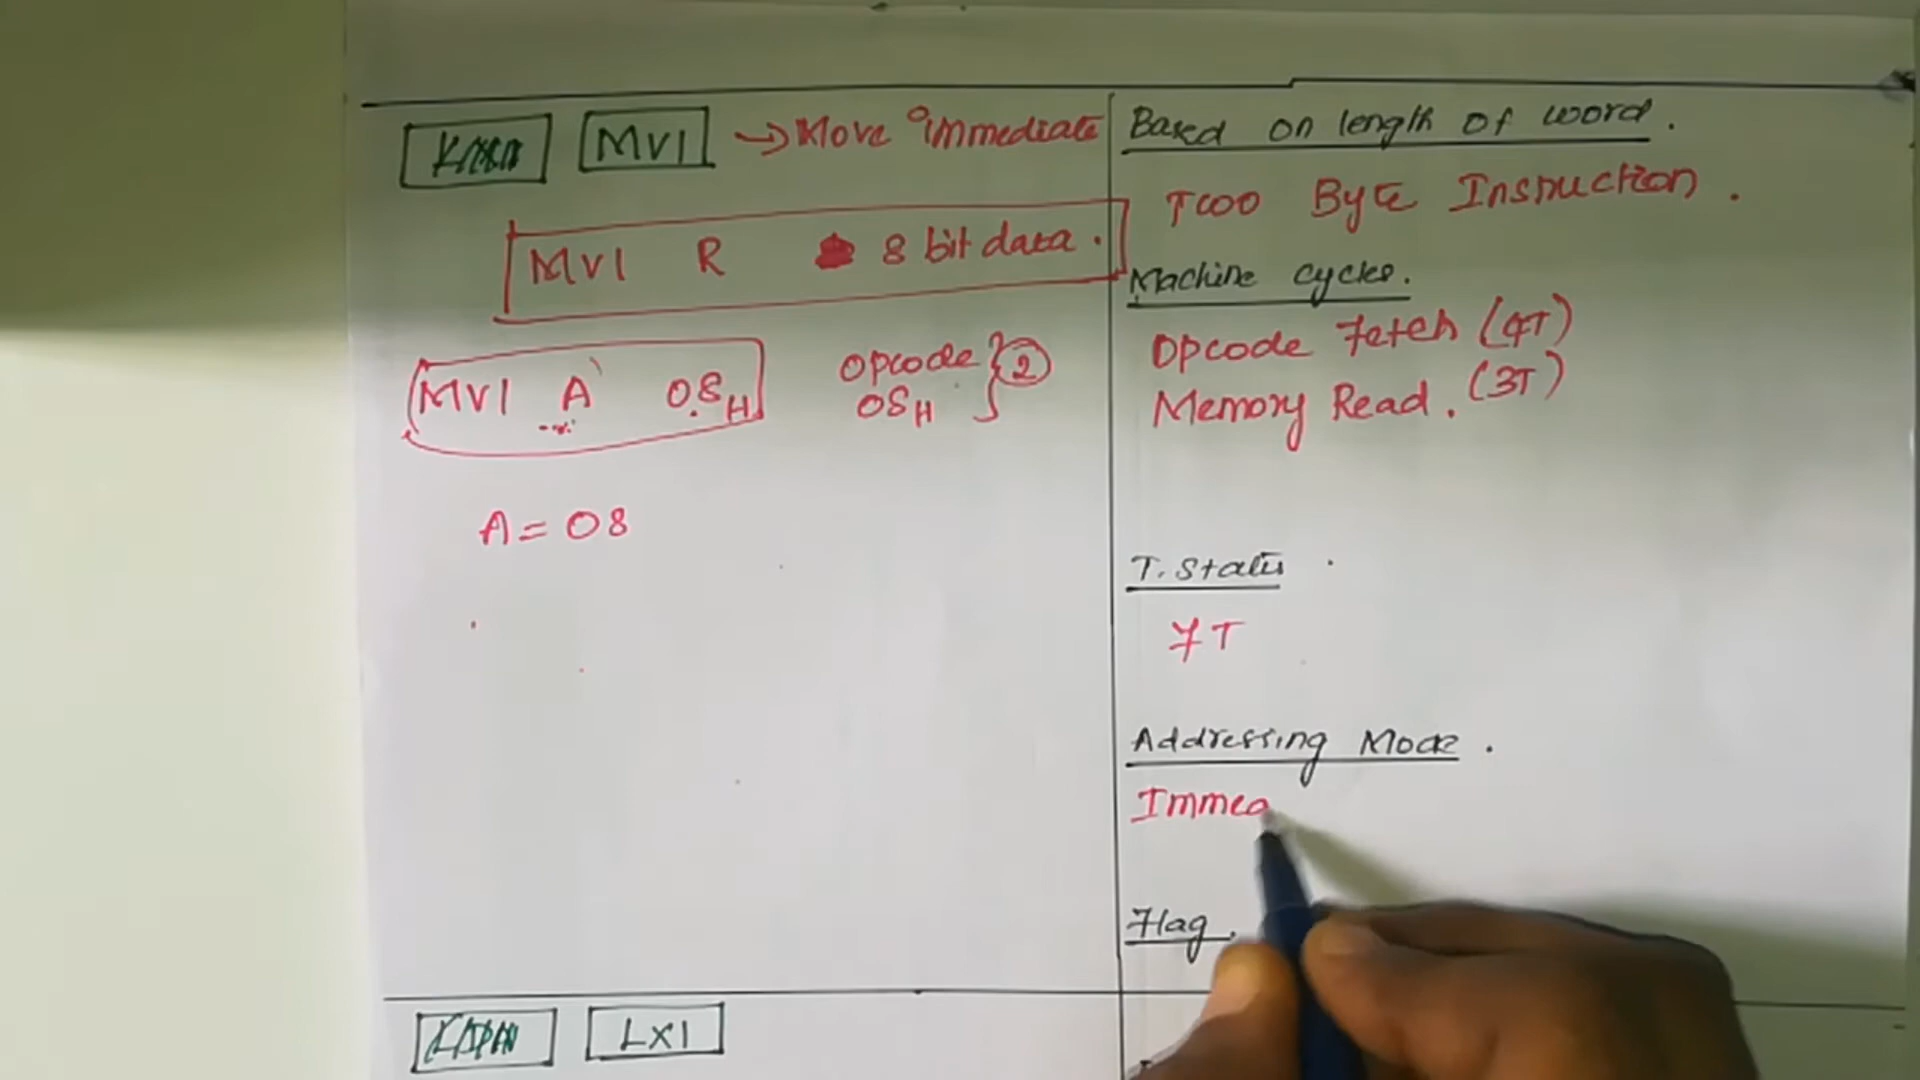 MVI → Move immediate
MVI R 8 bit data.
MVI A 08H
opcode
08H } 2
A = 08
Based on length of word.
Two Byte Instruction.
Machine cycles.
Opcode Fetch (4T)
Memory Read. (3T)
T. States
7T
Addressing Mode.
Immed
Flag.
LXI